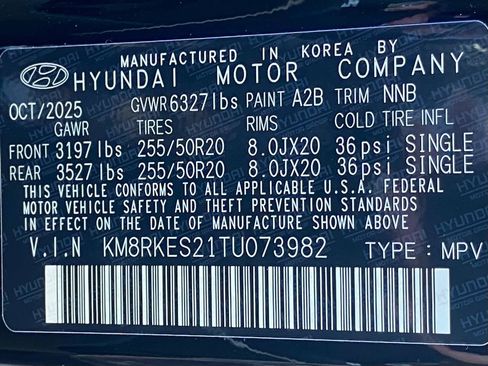 MANUFACTURED IN KOREA BY
HYUNDAI MOTOR COMPANY
OCT/2025 GVWR 6327 lbs PAINT A2B TRIM NNB
GAWR TIRES RIMS COLD TIRE INFL
FRONT 3197 lbs 255/50R20 8.0JX20 36psi SINGLE
REAR 3527 lbs 255/50R20 8.0JX20 36psi SINGLE
THIS VEHICLE CONFORMS TO ALL APPLICABLE U.S.A. FEDERAL
MOTOR VEHICLE SAFETY AND THEFT PREVENTION STANDARDS
IN EFFECT ON THE DATE OF MANUFACTURE SHOWN ABOVE
V.I.N KM8RKES21TU073982 TYPE : MPV